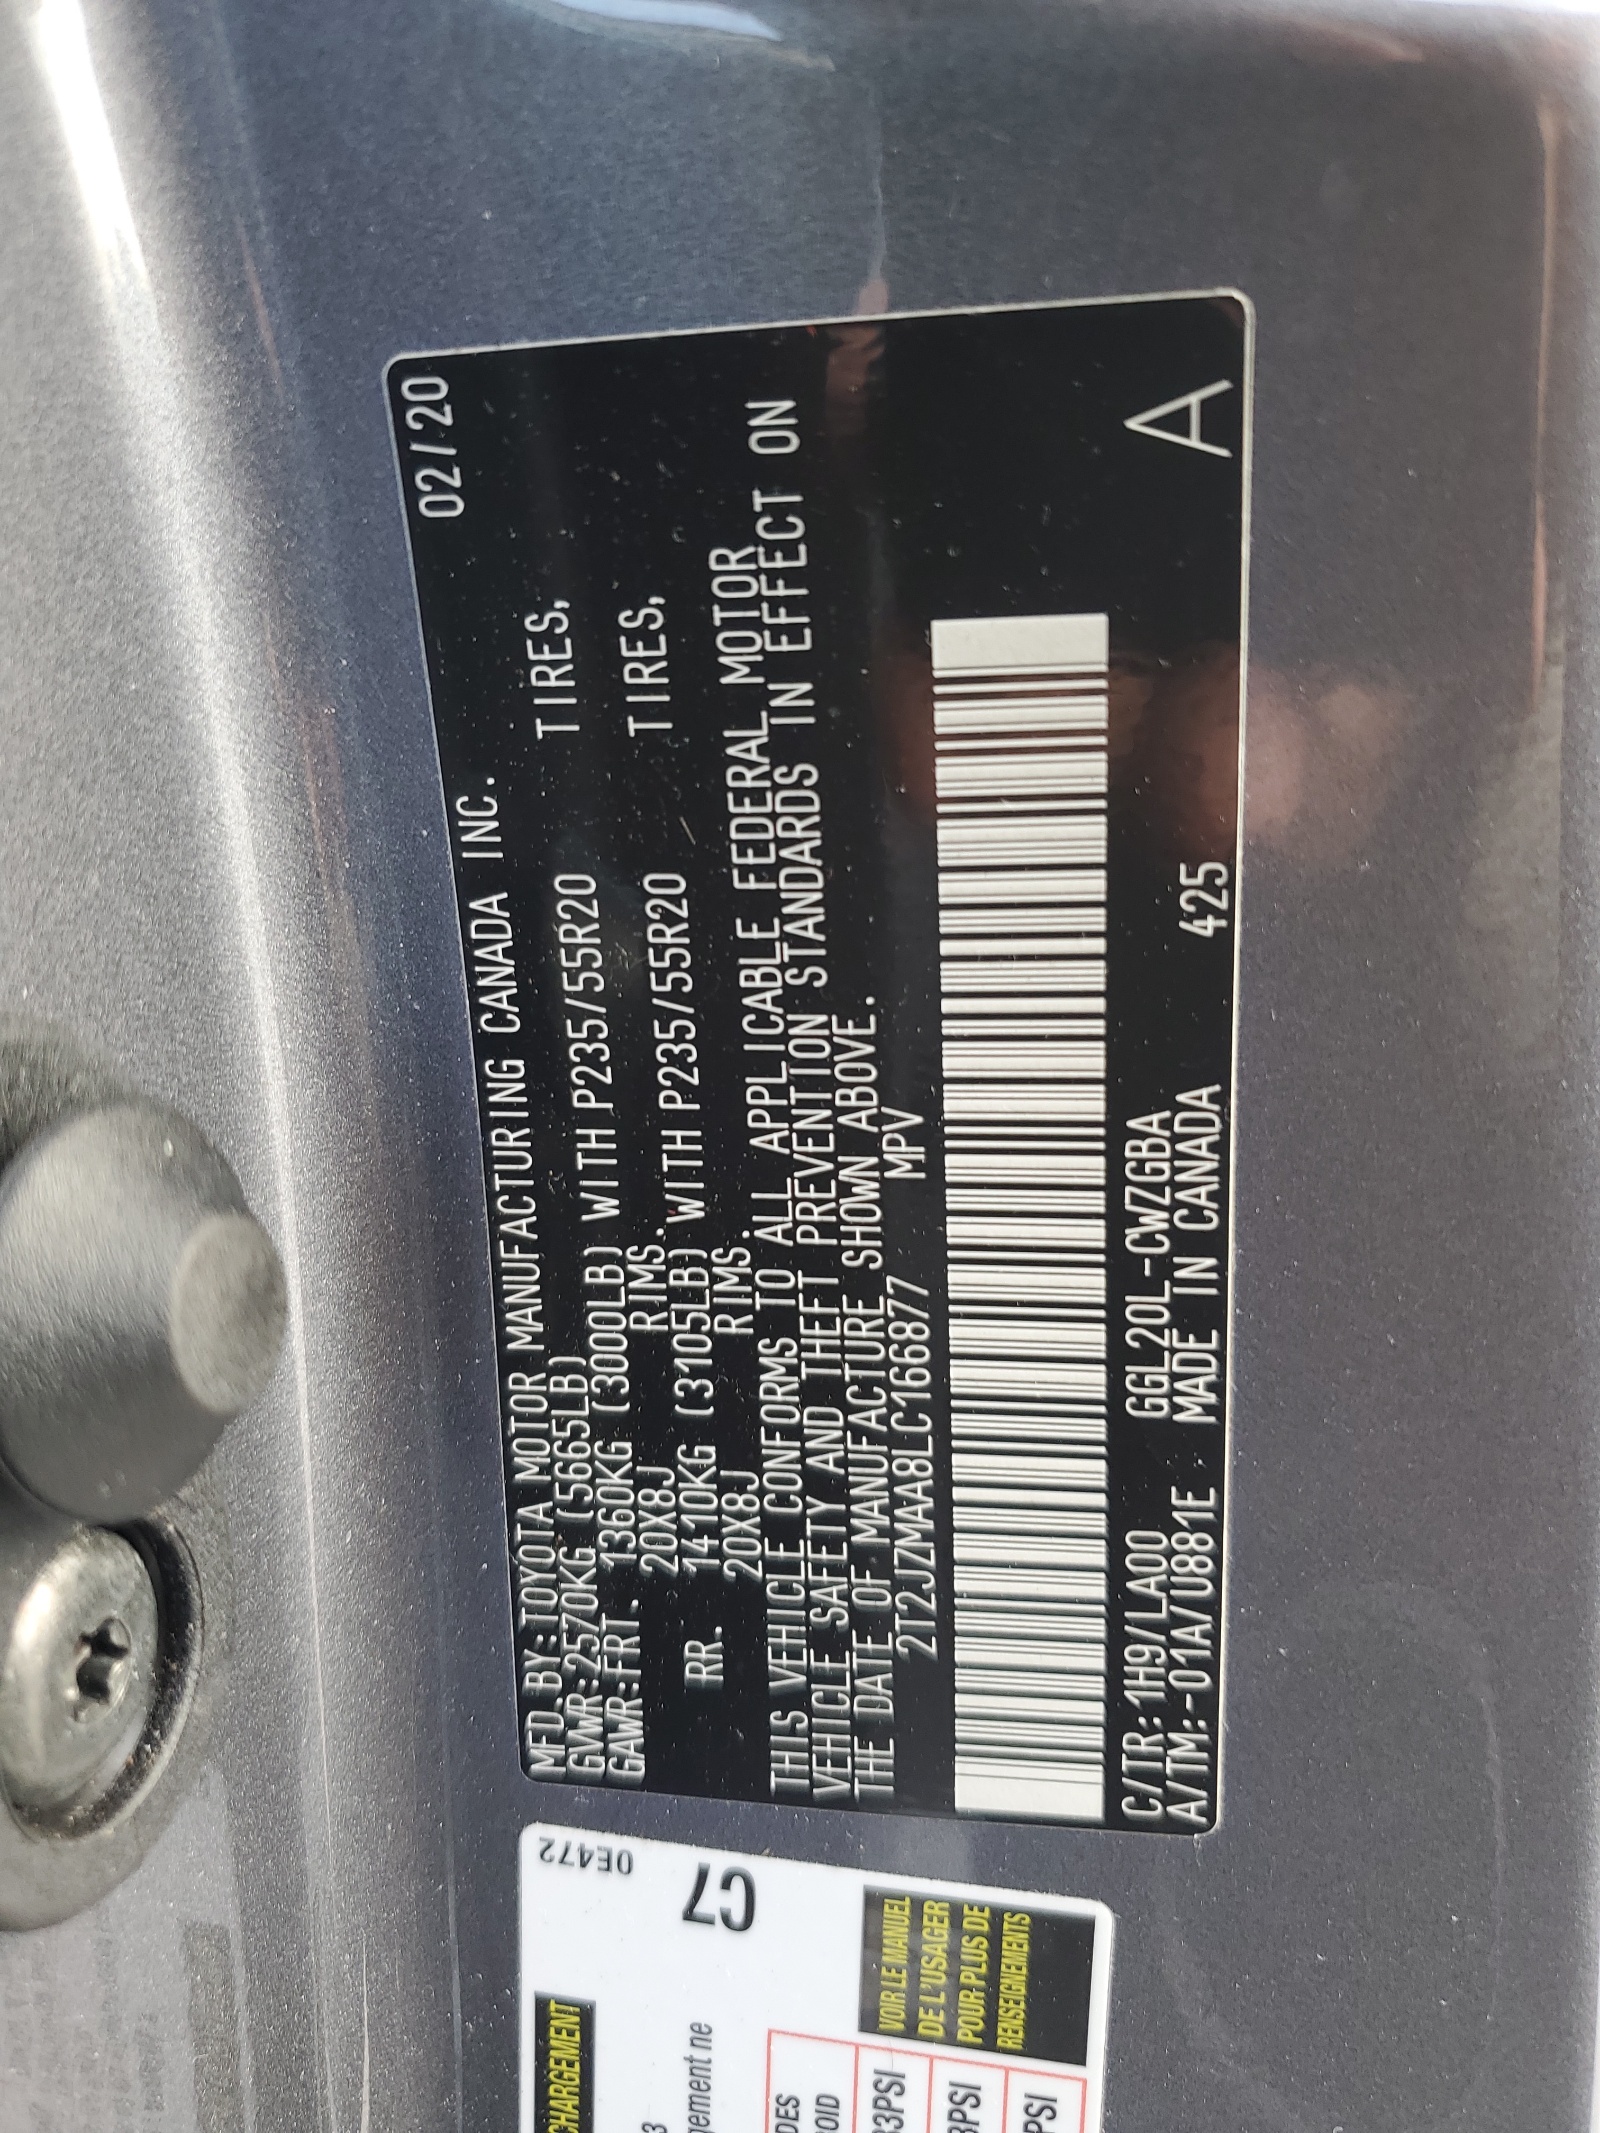 02/20
MFD.BY:TOYOTA MOTOR MANUFACTURING CANADA INC.
GVWR:2570KG (5665LB)
GAWR:FRT. 1360KG (3000LB) WITH P235/55R20 TIRES,
20X8J RIMS.
RR. 1410KG (3105LB) WITH P235/55R20 TIRES,
20X8J RIMS.
THIS VEHICLE CONFORMS TO ALL APPLICABLE FEDERAL MOTOR
VEHICLE SAFETY AND THEFT PREVENTION STANDARDS IN EFFECT ON
THE DATE OF MANUFACTURE SHOWN ABOVE.
2T2JZMAA8LC166877 MPV
C/TR:1H9/LA00 GGL20L-CWZGBA
A/TM:-01A/U881E MADE IN CANADA 425
A
0E472
C7
CHARGEMENT
VOIR LE MANUEL
DE L'USAGER
POUR PLUS DE
RENSEIGNEMENTS
3PSI
PSI
PSI